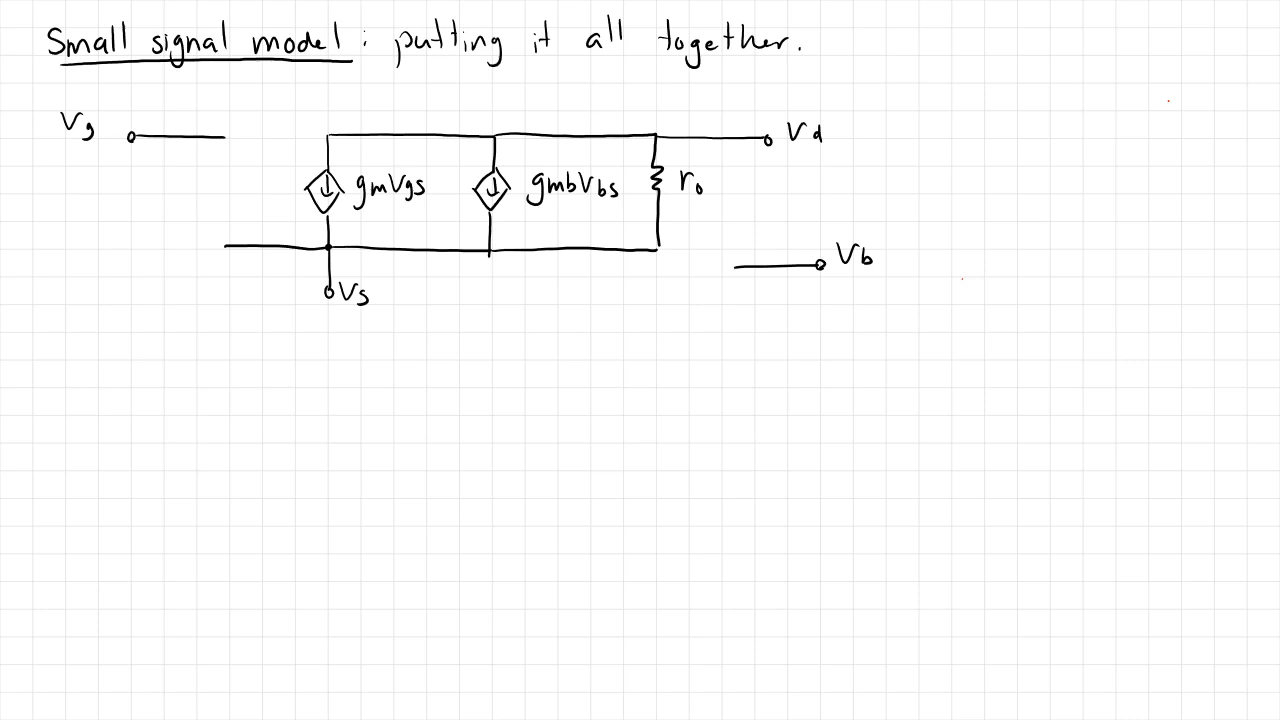 Small signal model: putting it all together.
Vg
Vd
gmVgs
gmbVbs
ro
Vb
Vs